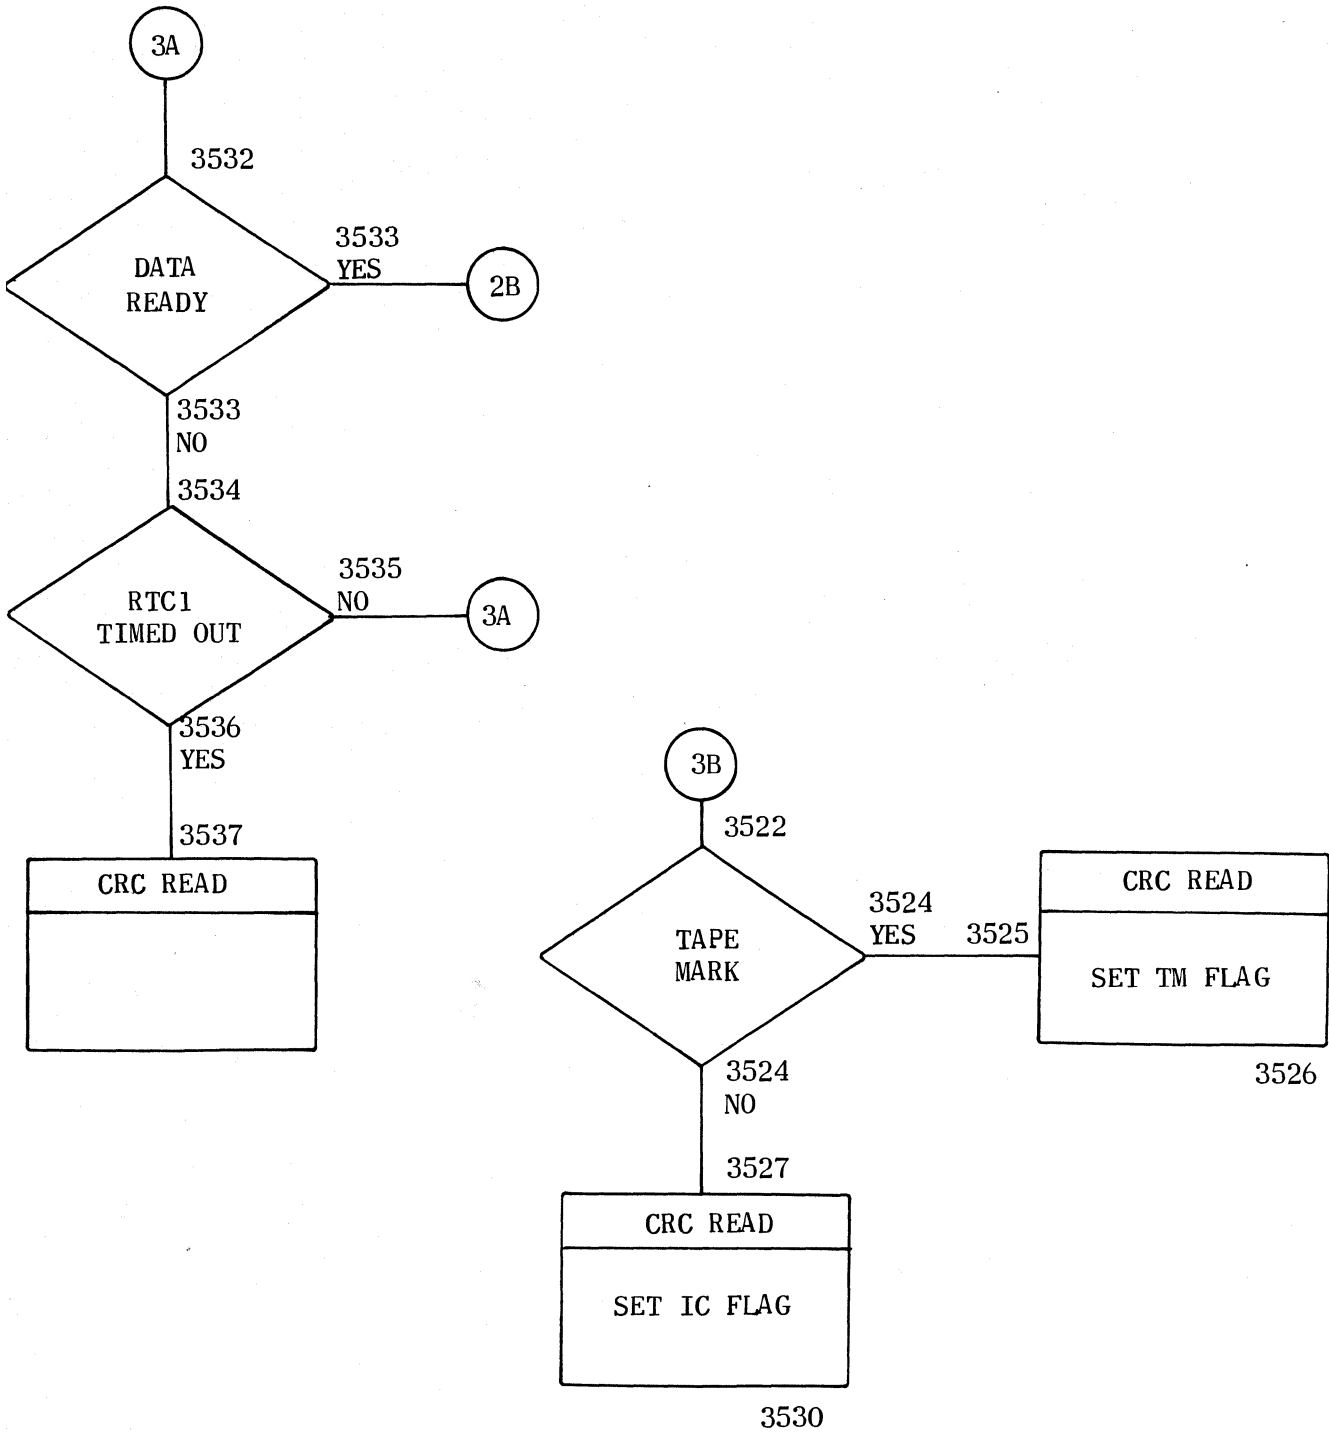 3A
3532
DATA
READY
3533
YES
2B
3533
NO
3534
RTC1
TIMED OUT
3535
NO
3A
3536
YES
3537
CRC READ
3B
3522
TAPE
MARK
3524
YES
3525
CRC READ
SET TM FLAG
3526
3524
NO
3527
CRC READ
SET IC FLAG
3530